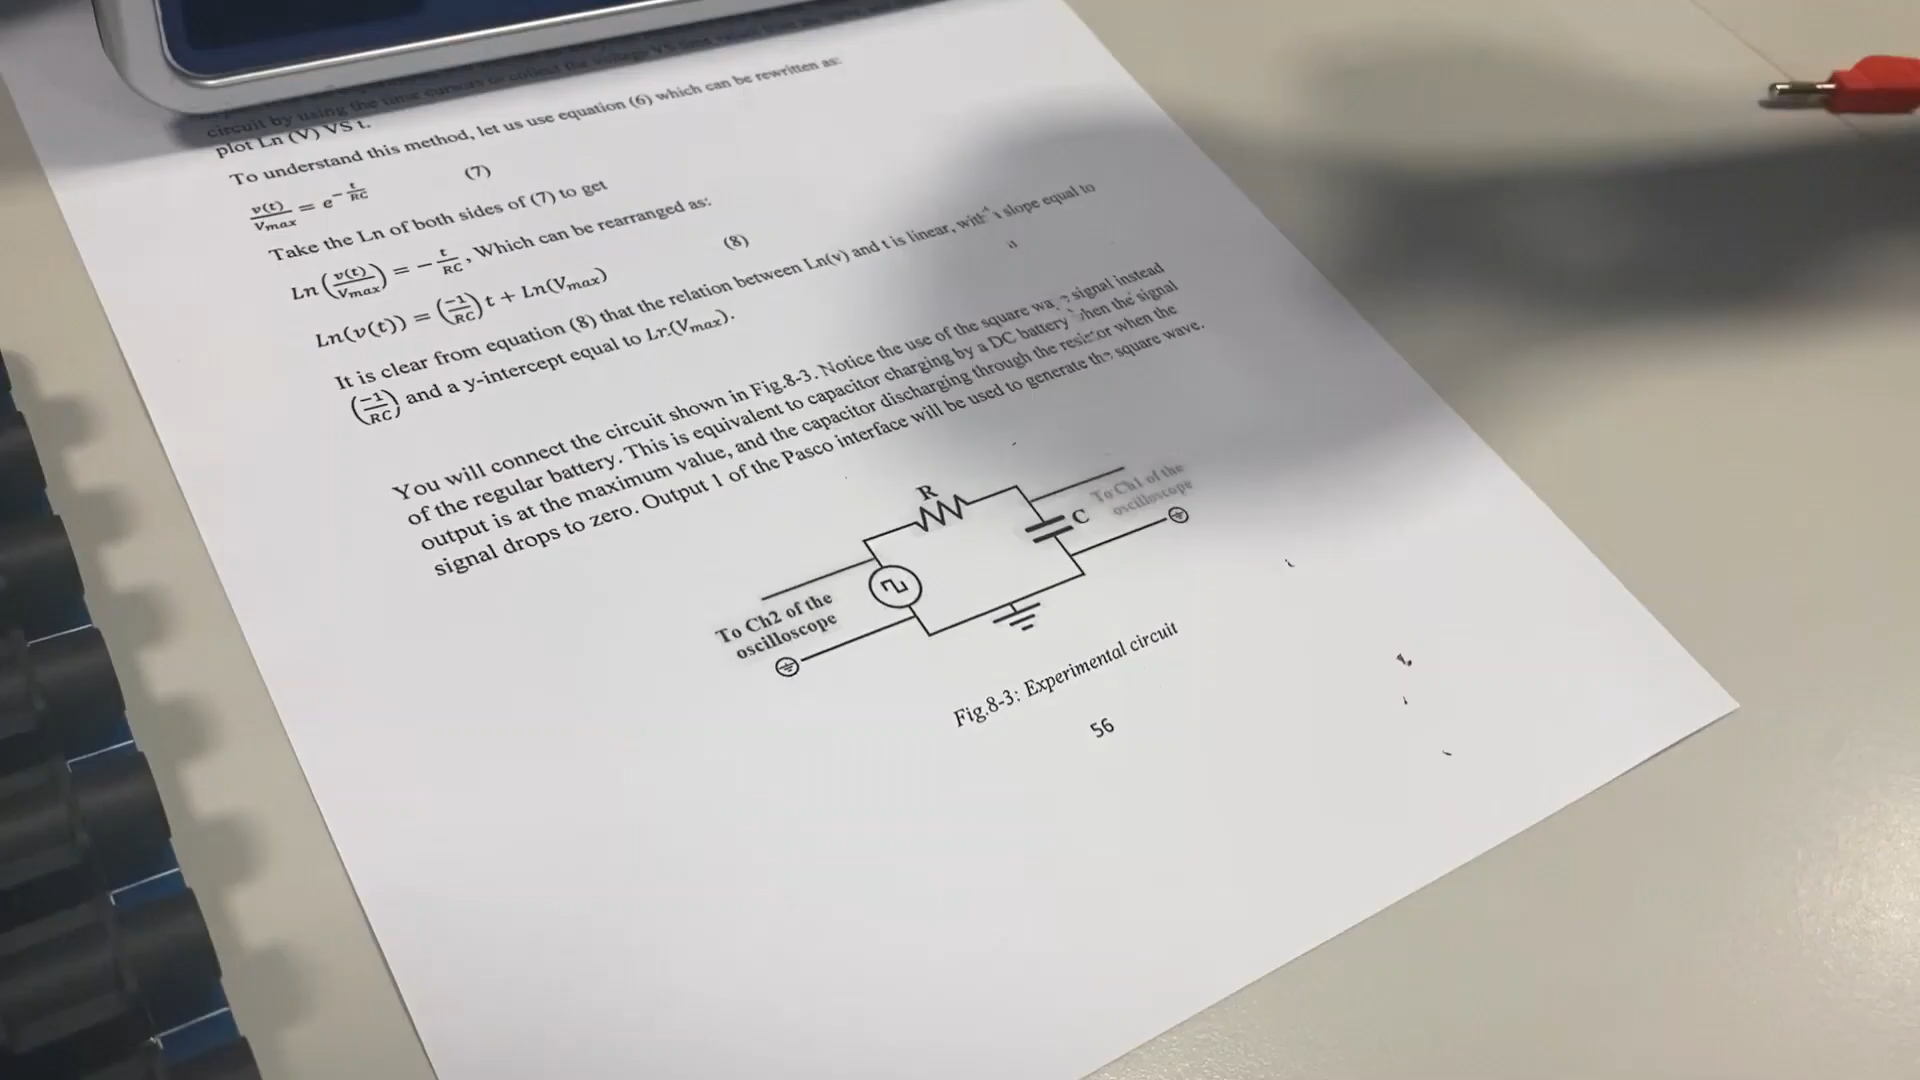 circuit by using the time cursors to collect the voltage VS time
plot Ln (V) VS t.
To understand this method, let us use equation (6) which can be rewritten as:
v(t)/Vmax = e^(-t/RC) (7)
Take the Ln of both sides of (7) to get
Ln (v(t)/Vmax) = - t/RC, Which can be rearranged as:
Ln(v(t)) = (-1/RC) t + Ln(Vmax) (8)
It is clear from equation (8) that the relation between Ln(v) and t is linear, with a slope equal to
(-1/RC) and a y-intercept equal to Ln(Vmax).
You will connect the circuit shown in Fig.8-3. Notice the use of the square wave signal instead
of the regular battery. This is equivalent to capacitor charging by a DC battery when the signal
output is at the maximum value, and the capacitor discharging through the resistor when the
signal drops to zero. Output 1 of the Pasco interface will be used to generate the square wave.
R
C
To Ch1 of the
oscilloscope
To Ch2 of the
oscilloscope
Fig.8-3: Experimental circuit
56